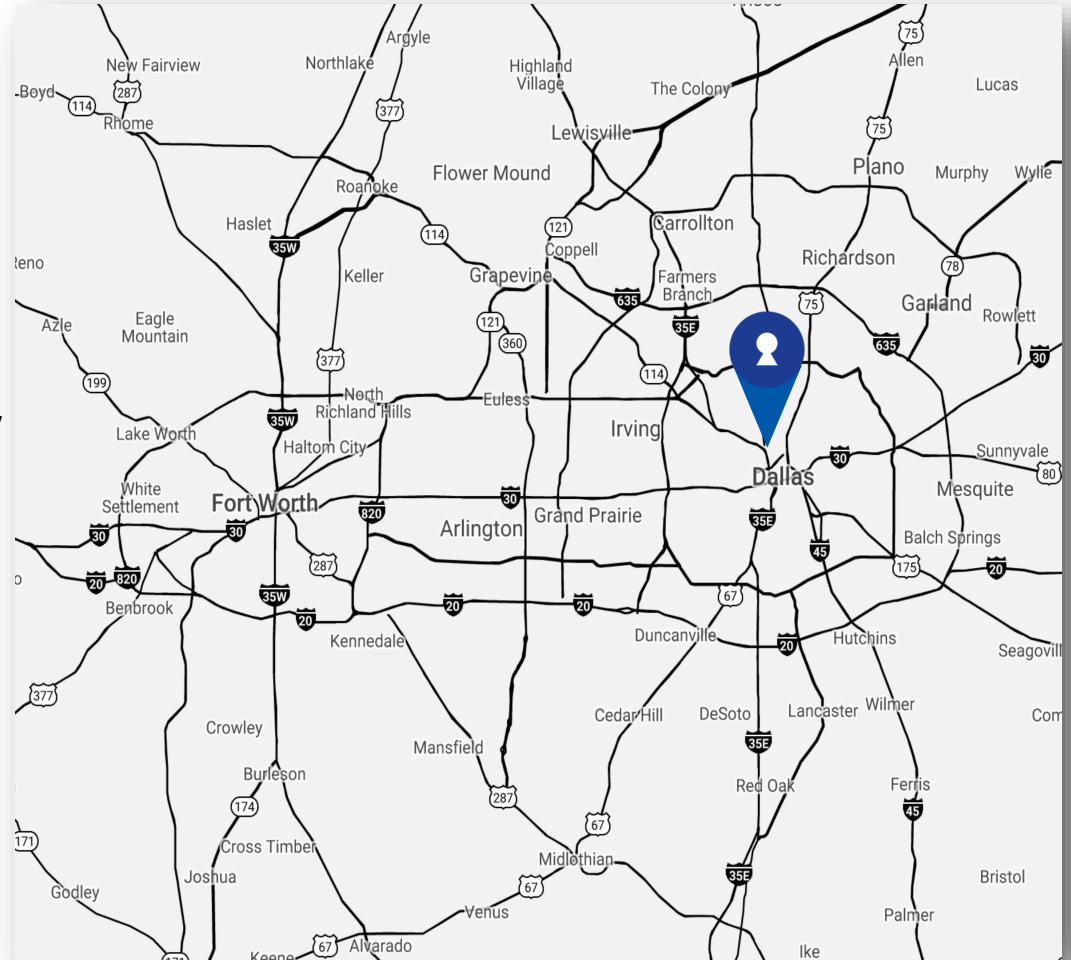 Argyle
75
New Fairview
Northlake
Allen
Highland
Village
Boyd
287
114
377
The Colony
Lucas
Rhome
75
Lewisville
Plano
Flower Mound
Murphy
Wylie
Roanoke
Haslet
121
Carrollton
114
35W
Coppell
Richardson
78
Reno
Keller
Grapevine
Farmers
Branch
635
75
Garland
Rowlett
Azle
Eagle
Mountain
121
35E
360
635
30
377
114
199
North
Richland Hills
Euless
35W
Irving
Lake Worth
Haltom City
30
Sunnyvale
80
Dallas
White
Settlement
Fort Worth
30
Mesquite
820
Grand Prairie
35E
Arlington
30
30
45
Balch Springs
287
175
20
20
820
35W
67
Benbrook
20
20
20
Kennedale
Duncanville
20
Hutchins
Seagovill
377
Cedar Hill
DeSoto
Lancaster
Wilmer
Com
Crowley
35E
Mansfield
Burleson
Red Oak
Ferris
287
174
45
67
171
Cross Timber
Midlothian
35E
Joshua
Bristol
67
Godley
Venus
Palmer
67
Alvarado
Ike
Keene
171